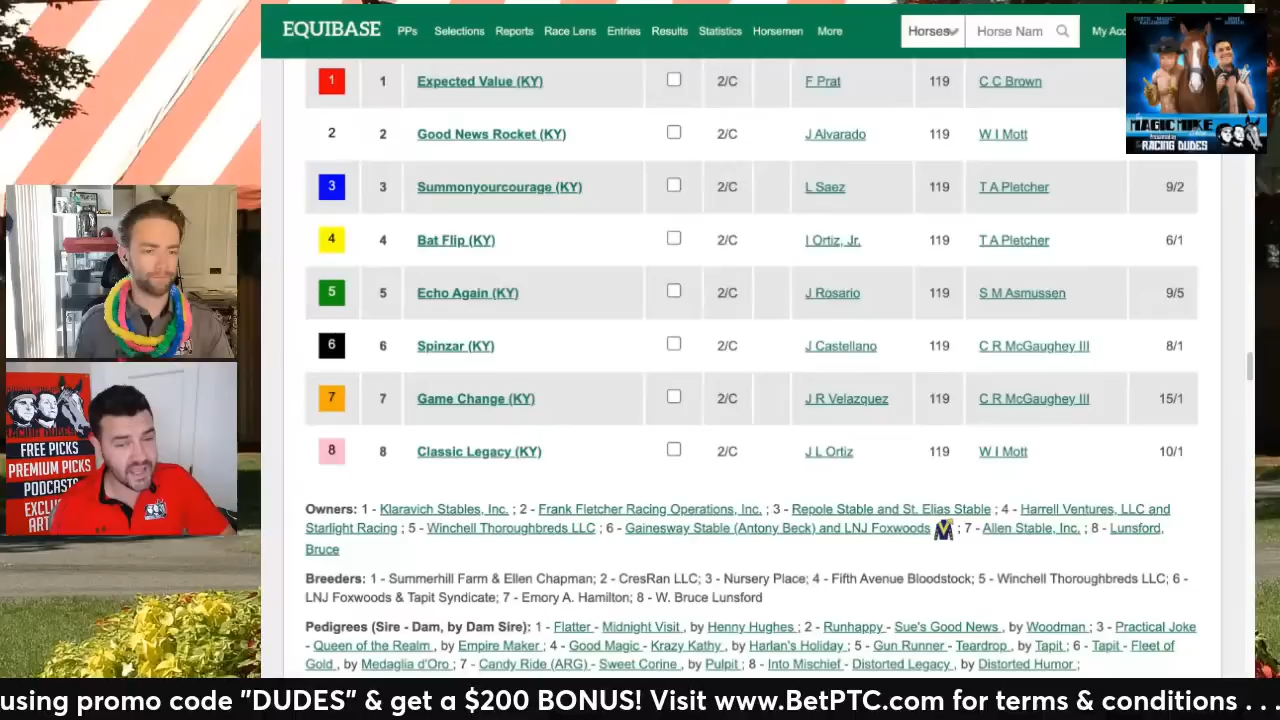 EQUIBASE PPs Selections Reports Race Lens Entries Results Statistics Horsemen More Horses Horse Nam My Acc
1 1 Expected Value (KY) 2/C F Prat 119 C C Brown
2 2 Good News Rocket (KY) 2/C J Alvarado 119 W I Mott
3 3 Summonyourcourage (KY) 2/C L Saez 119 T A Pletcher 9/2
4 4 Bat Flip (KY) 2/C I Ortiz, Jr. 119 T A Pletcher 6/1
5 5 Echo Again (KY) 2/C J Rosario 119 S M Asmussen 9/5
6 6 Spinzar (KY) 2/C J Castellano 119 C R McGaughey III 8/1
7 7 Game Change (KY) 2/C J R Velazquez 119 C R McGaughey III 15/1
8 8 Classic Legacy (KY) 2/C J L Ortiz 119 W I Mott 10/1
Owners: 1 - Klaravich Stables, Inc. ; 2 - Frank Fletcher Racing Operations, Inc. ; 3 - Repole Stable and St. Elias Stable ; 4 - Harrell Ventures, LLC and
Starlight Racing ; 5 - Winchell Thoroughbreds LLC ; 6 - Gainesway Stable (Antony Beck) and LNJ Foxwoods ; 7 - Allen Stable, Inc. ; 8 - Lunsford,
Bruce
Breeders: 1 - Summerhill Farm & Ellen Chapman; 2 - CresRan LLC; 3 - Nursery Place; 4 - Fifth Avenue Bloodstock; 5 - Winchell Thoroughbreds LLC; 6 -
LNJ Foxwoods & Tapit Syndicate; 7 - Emory A. Hamilton; 8 - W. Bruce Lunsford
Pedigrees (Sire - Dam, by Dam Sire): 1 - Flatter - Midnight Visit , by Henny Hughes ; 2 - Runhappy - Sue's Good News , by Woodman ; 3 - Practical Joke
- Queen of the Realm , by Empire Maker ; 4 - Good Magic - Krazy Kathy , by Harlan's Holiday ; 5 - Gun Runner - Teardrop , by Tapit ; 6 - Tapit - Fleet of
Gold , by Medaglia d'Oro ; 7 - Candy Ride (ARG) - Sweet Corine , by Pulpit ; 8 - Into Mischief - Distorted Legacy , by Distorted Humor ;
MAGIC MIKE
RACING DUDES
RACING DUDES
FREE PICKS
PREMIUM PICKS
PODCASTS
EXCLU
ART
using promo code "DUDES" & get a $200 BONUS! Visit www.BetPTC.com for terms & conditions . . .